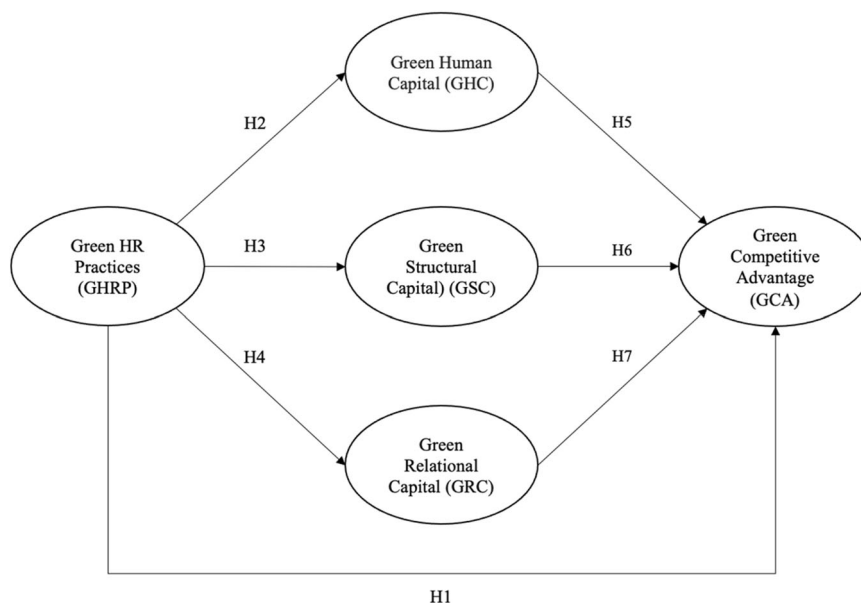 Green Human
Capital (GHC)
H2
H5
Green HR
Practices
(GHRP)
H3
Green
Structural
Capital) (GSC)
H6
Green
Competitive
Advantage
(GCA)
H4
H7
Green
Relational
Capital (GRC)
H1